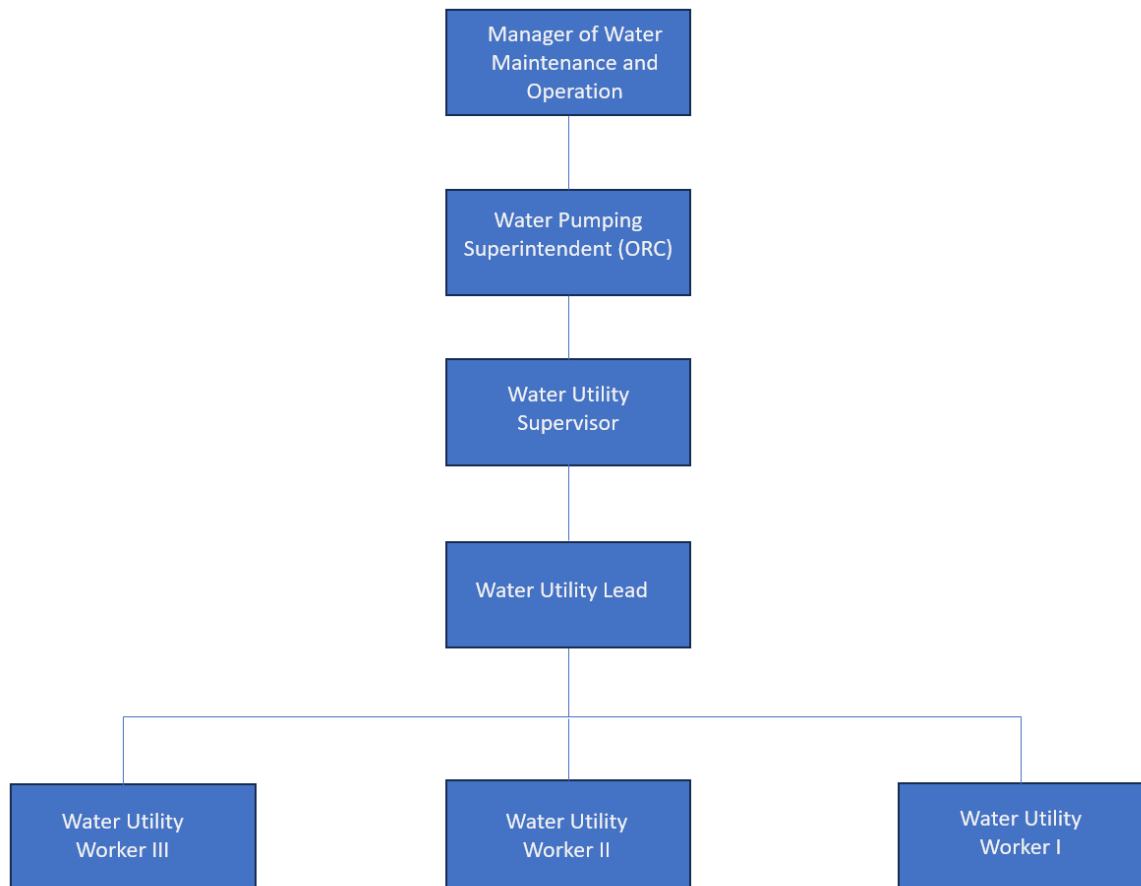 Manager of Water
Maintenance and
Operation
Water Pumping
Superintendent (ORC)
Water Utility
Supervisor
Water Utility Lead
Water Utility
Worker III
Water Utility
Worker II
Water Utility
Worker I